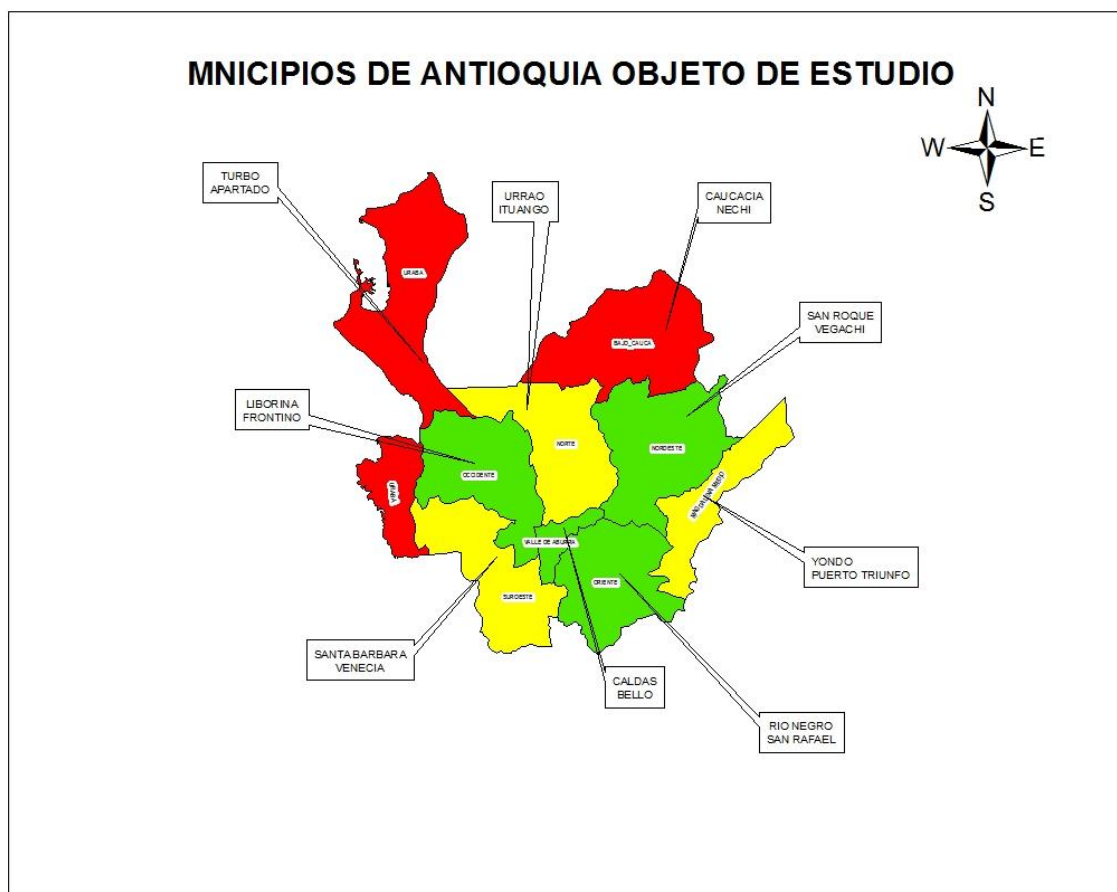 MNICIPIOS DE ANTIOQUIA OBJETO DE ESTUDIO
N
W E
S
TURBO
APARTADO
URRAO
ITUANGO
CAUCACIA
NECHI
URABA
SAN ROQUE
VEGACHI
BAJO_CAUCA
LIBORINA
FRONTINO
NORTE
NORDESTE
OCCIDENTE
URABA
VALLE DE ABURRA
YONDO
PUERTO TRIUNFO
ORIENTE
SUROESTE
SANTA BARBARA
VENECIA
CALDAS
BELLO
RIO NEGRO
SAN RAFAEL